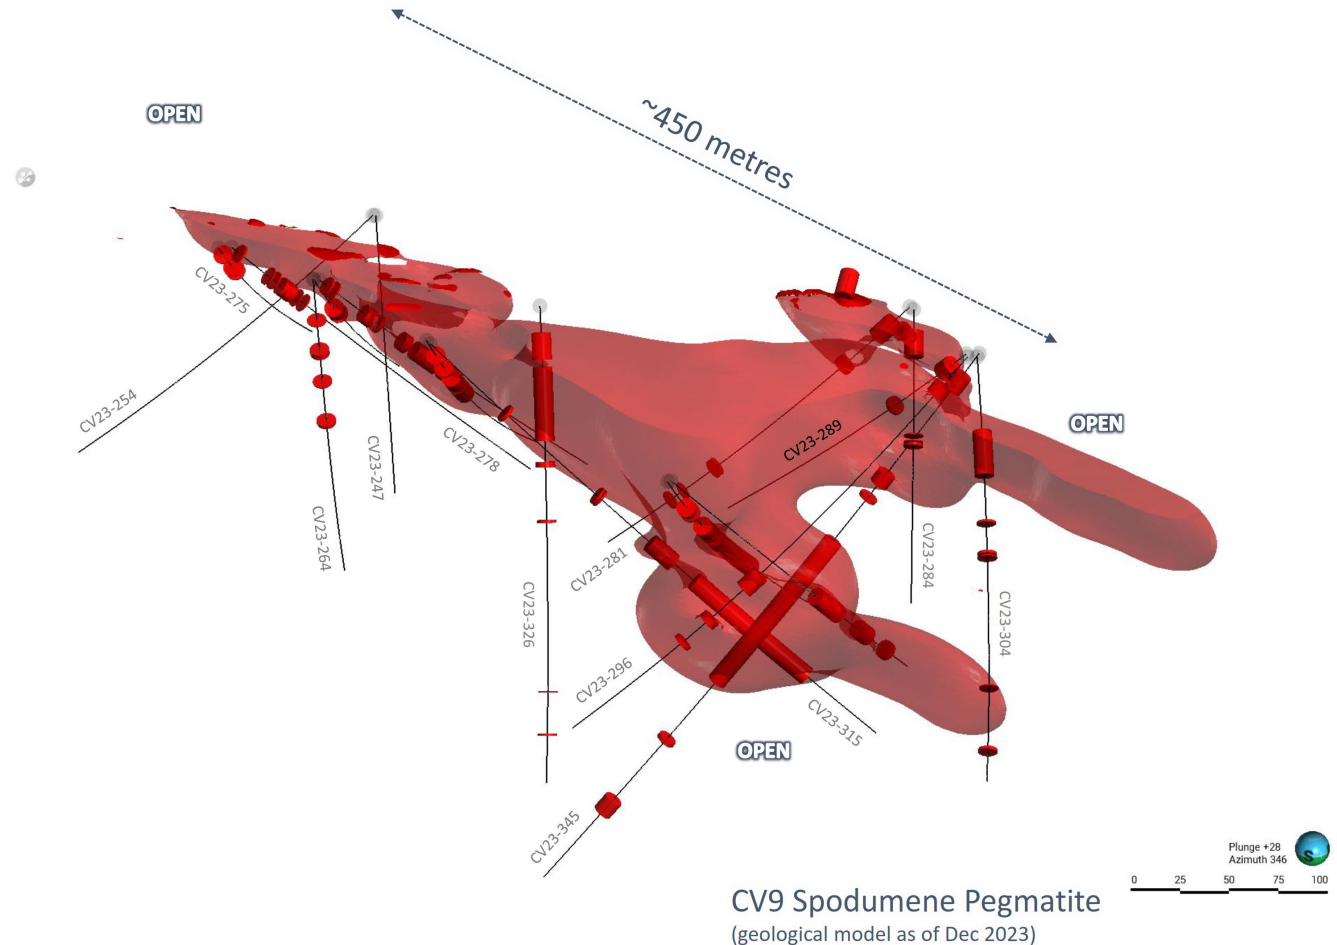 ~450 metres
OPEN
CV23-275
CV23-254
CV23-264
CV23-247
CV23-278
CV23-326
CV23-281
CV23-289
CV23-284
OPEN
CV23-304
CV23-296
CV23-315
OPEN
CV23-345
Plunge +28
Azimuth 346
S
0 25 50 75 100
CV9 Spodumene Pegmatite
(geological model as of Dec 2023)